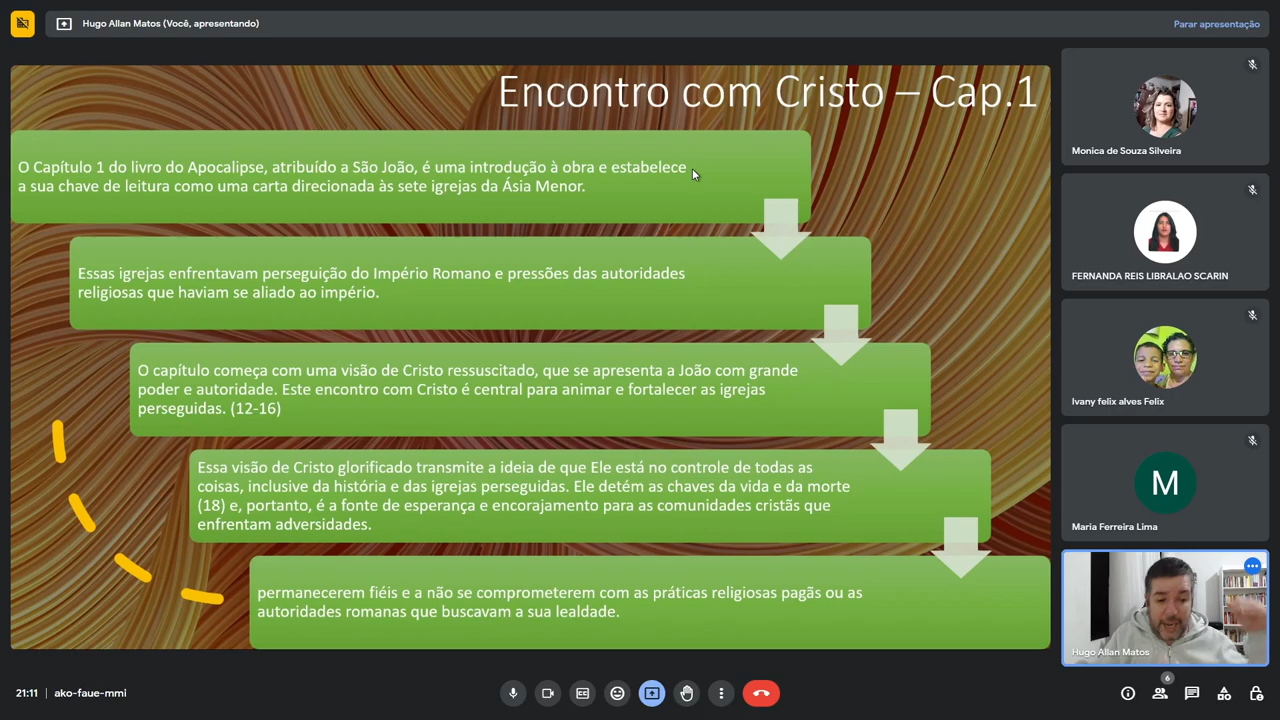 Hugo Allan Matos (Você, apresentando)
Parar apresentação
Encontro com Cristo – Cap.1
O Capítulo 1 do livro do Apocalipse, atribuído a São João, é uma introdução à obra e estabelece
a sua chave de leitura como uma carta direcionada às sete igrejas da Ásia Menor.
Essas igrejas enfrentavam perseguição do Império Romano e pressões das autoridades
religiosas que haviam se aliado ao império.
O capítulo começa com uma visão de Cristo ressuscitado, que se apresenta a João com grande
poder e autoridade. Este encontro com Cristo é central para animar e fortalecer as igrejas
perseguidas. (12-16)
Essa visão de Cristo glorificado transmite a ideia de que Ele está no controle de todas as
coisas, inclusive da história e das igrejas perseguidas. Ele detém as chaves da vida e da morte
(18) e, portanto, é a fonte de esperança e encorajamento para as comunidades cristãs que
enfrentam adversidades.
permanecerem fiéis e a não se comprometerem com as práticas religiosas pagãs ou as
autoridades romanas que buscavam a sua lealdade.
Monica de Souza Silveira
FERNANDA REIS LIBRALAO SCARIN
Ivany felix alves Felix
M
Maria Ferreira Lima
Hugo Allan Matos
21:11
ako-faue-mmi
6